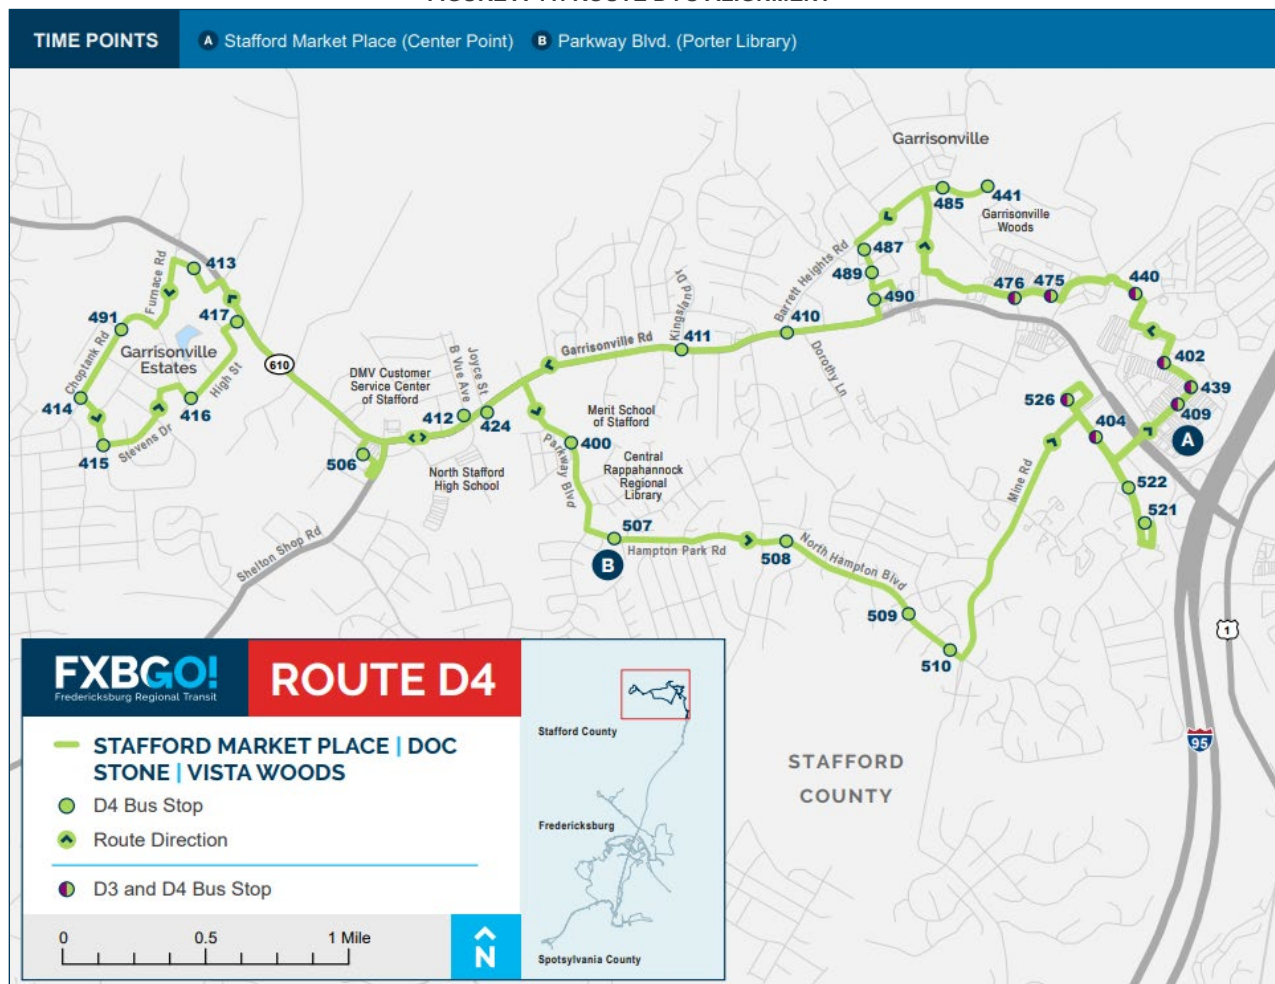 TIME POINTS
A Stafford Market Place (Center Point) B Parkway Blvd. (Porter Library)
Garrisonville
485 441
Garrisonville
Woods
Furnace Rd
413
487
489
490
Barrett Heights Rd
476 475 440
491
417
Kingsland Dr
410
411
Garrisonville Rd
Choptank Rd
Garrisonville
Estates
High St
610
DMV Customer
Service Center
of Stafford
B Vue Ave
Joyce St
Dorothy Ln
402
439
409
A
414
416
412 424
Merit School
of Stafford
526
404
415
Stevens Dr
506
400
Parkway Blvd
Central
Rappahannock
Regional
Library
North Stafford
High School
Mine Rd
522
521
Shelton Shop Rd
507
B
Hampton Park Rd
508
North Hampton Blvd
509
510
1
95
STAFFORD
COUNTY
FXBGO!
Fredericksburg Regional Transit
ROUTE D4
STAFFORD MARKET PLACE | DOC
STONE | VISTA WOODS
D4 Bus Stop
Route Direction
D3 and D4 Bus Stop
0 0.5 1 Mile
N
Stafford County
Fredericksburg
Spotsylvania County